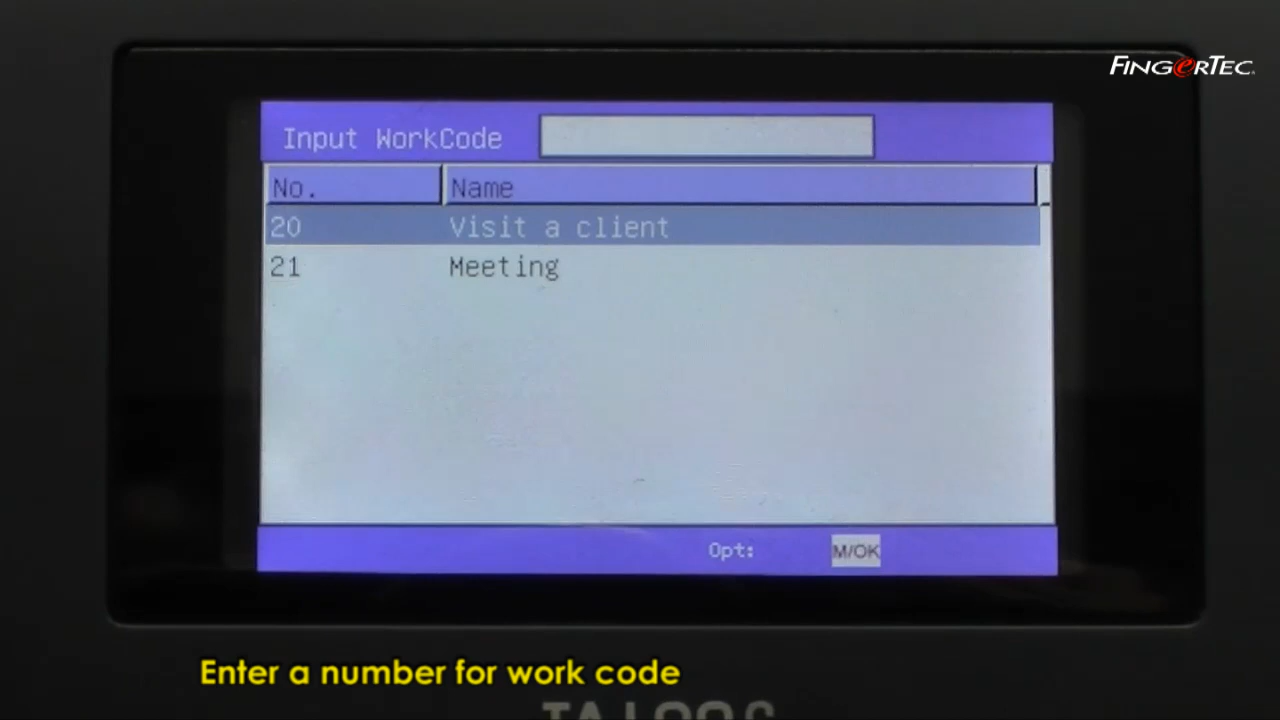 FINGERTEC
Input WorkCode
No. Name
20 Visit a client
21 Meeting
Opt: M/OK
Enter a number for work code